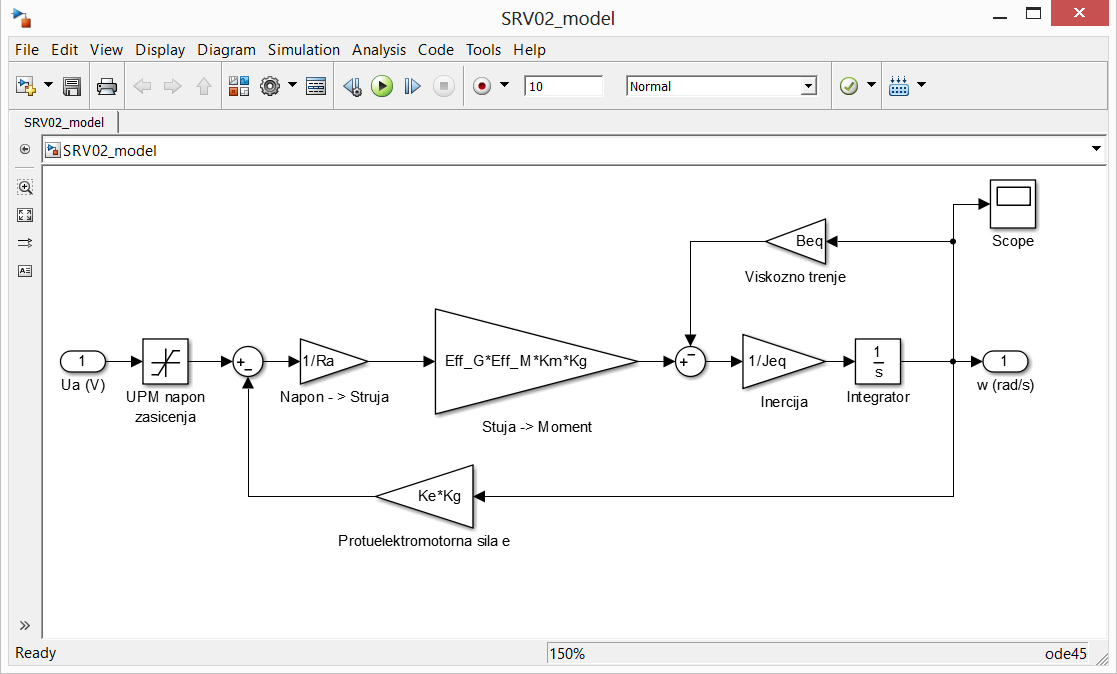 SRV02_model
File Edit View Display Diagram Simulation Analysis Code Tools Help
10
Normal
SRV02_model
SRV02_model
Scope
Beq
Viskozno trenje
1
Ua (V)
UPM napon
zasicenja
+
−
1/Ra
Napon - > Struja
Eff_G*Eff_M*Km*Kg
Stuja -> Moment
+
−
1/Jeq
Inercija
1
s
Integrator
1
w (rad/s)
Ke*Kg
Protuelektromotorna sila e
Ready
150%
ode45